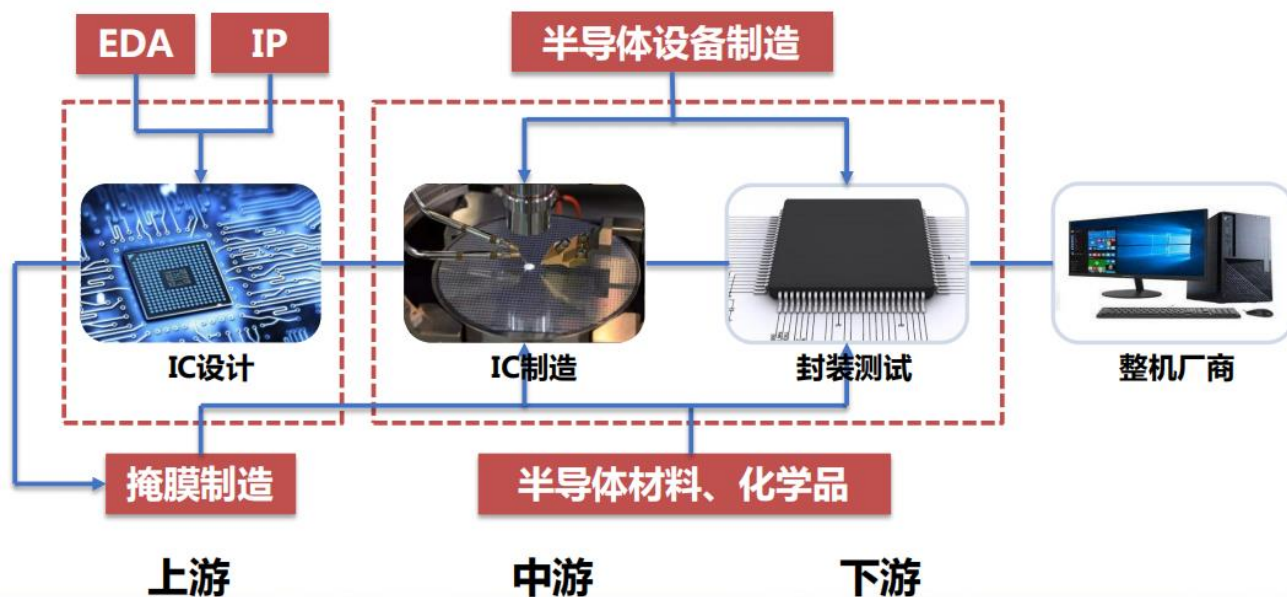 EDA
IP
半导体设备制造
IC设计
IC制造
封装测试
整机厂商
掩膜制造
半导体材料、化学品
上游
中游
下游